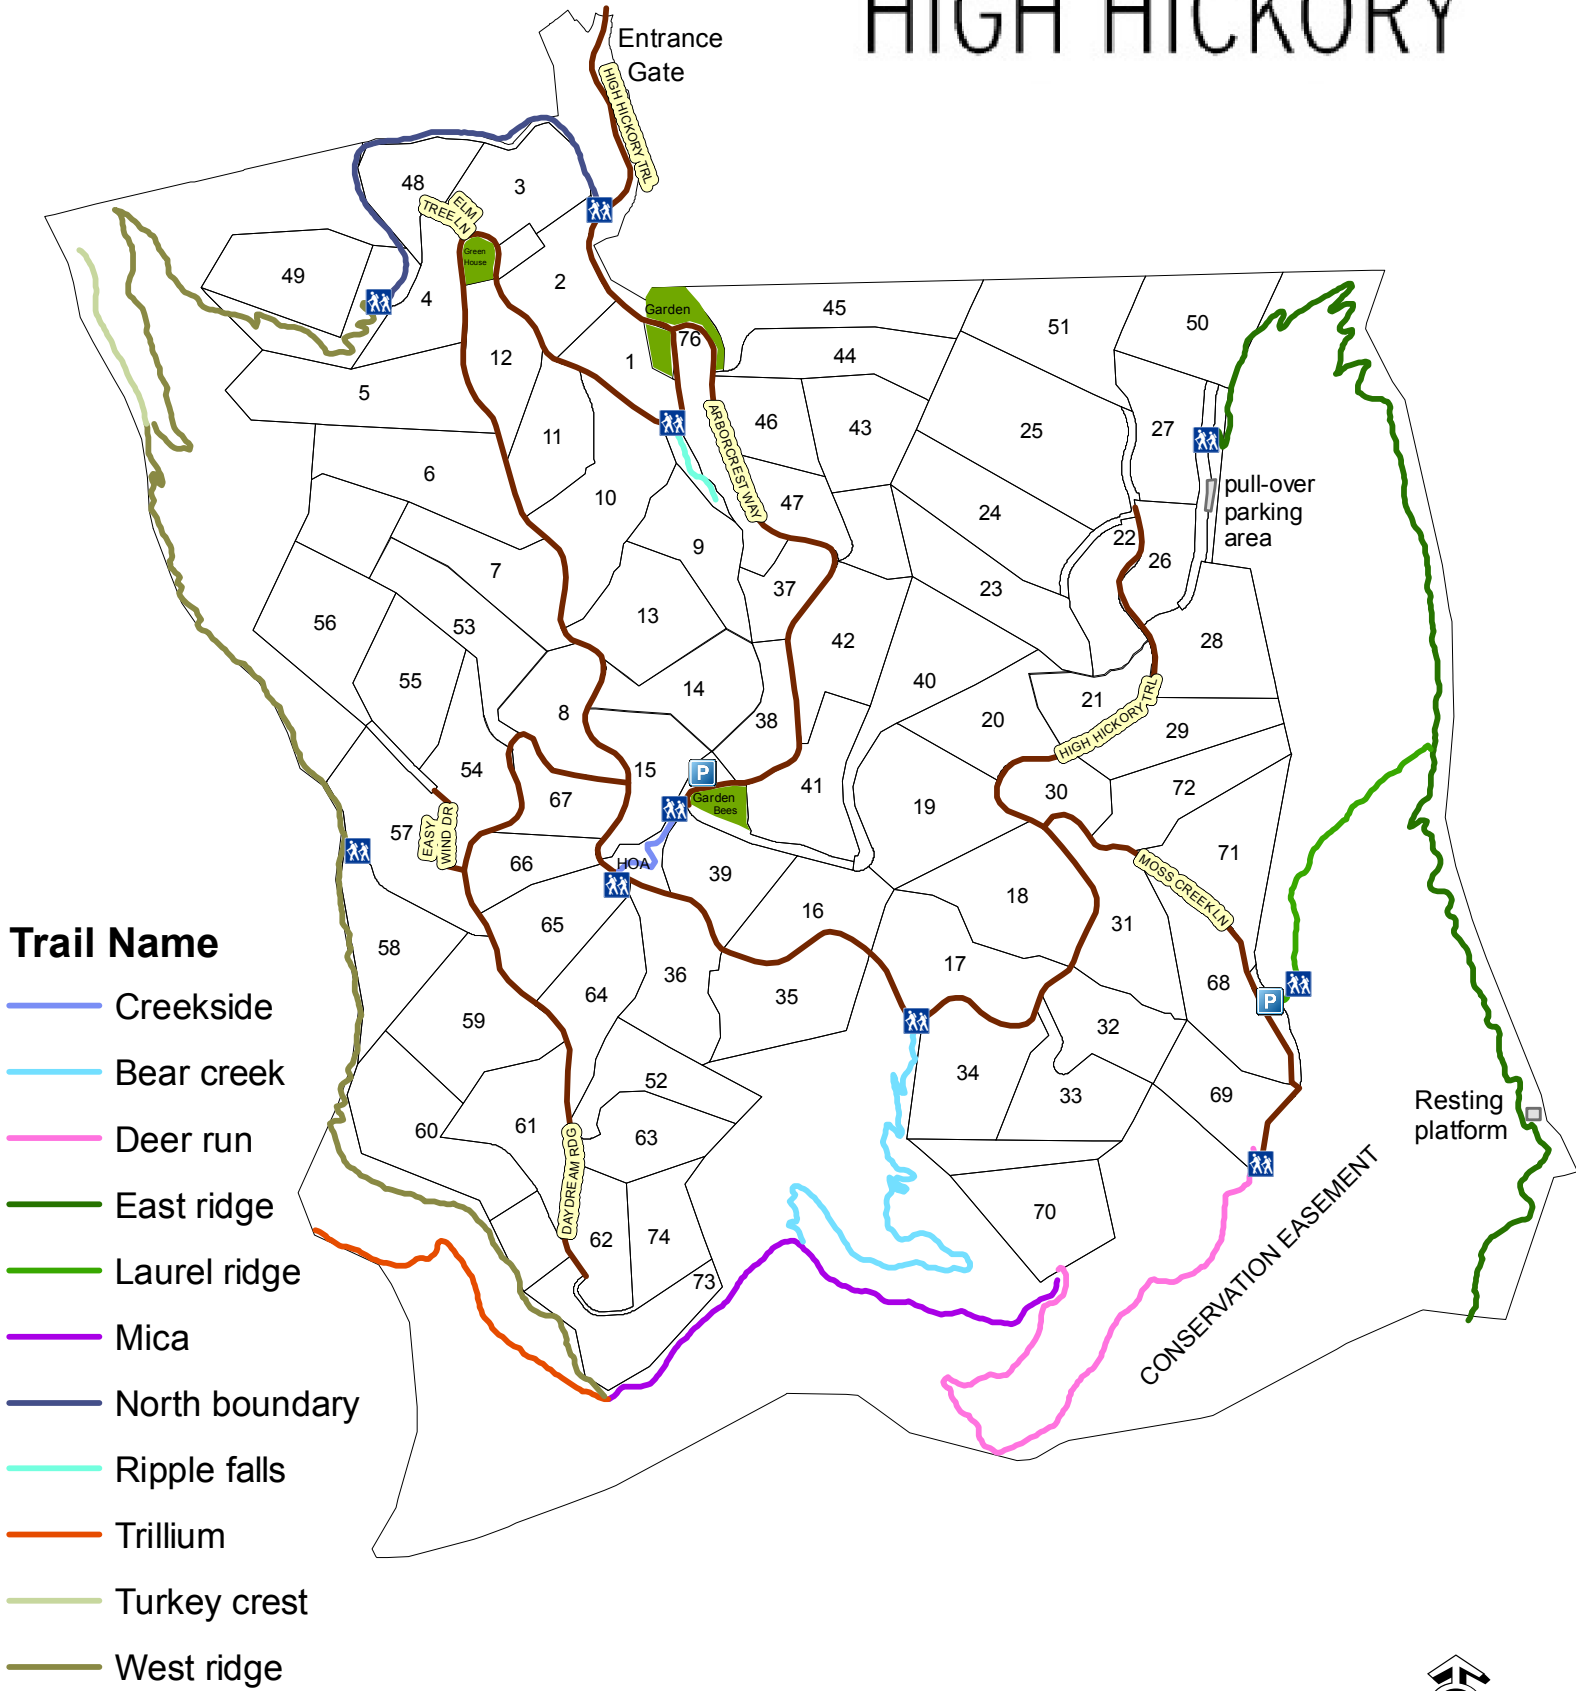 HIGH HICKORY
Entrance
Gate
HIGH HICKORY TRL
48
3
ELM
TREE LN
Green
House
49
4
2
Garden
76
45
51
50
12
1
44
5
46
43
25
27
11
ARBORCREST WAY
6
10
47
24
pull-over
parking
area
22
9
26
7
37
23
13
56
53
42
28
55
14
40
21
HIGH HICKORY TRL
8
38
20
29
54
15
P
41
72
67
Garden
Bees
19
30
57
EASY
WIND DR
66
HOA
39
71
MOSS CREEK LN
18
16
65
31
58
17
36
64
35
68
P
59
32
34
52
33
69
Resting
platform
61
60
63
DAYDREAM RDG
62
74
70
73
CONSERVATION EASEMENT
Trail Name
Creekside
Bear creek
Deer run
East ridge
Laurel ridge
Mica
North boundary
Ripple falls
Trillium
Turkey crest
West ridge